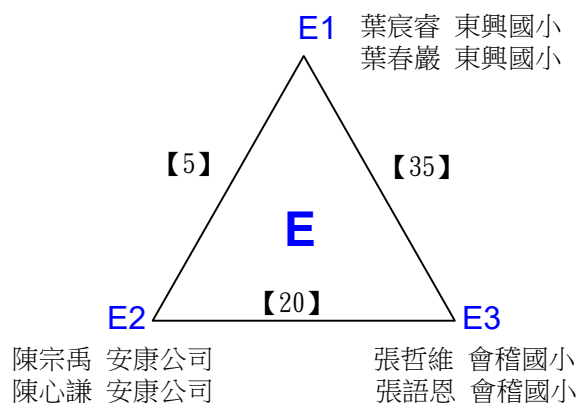 E1 葉宸睿 東興國小
葉春巖 東興國小
【5】
【35】
E
【20】
E2
E3
陳宗禹 安康公司
陳心謙 安康公司
張哲維 會稽國小
張語恩 會稽國小